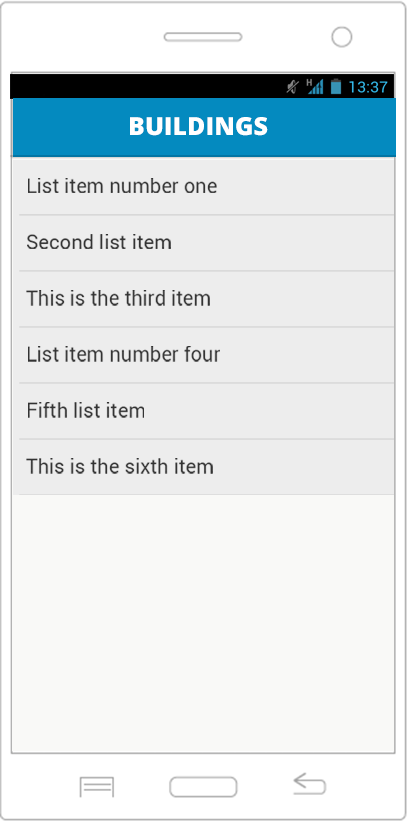 H 13:37
BUILDINGS
List item number one
Second list item
This is the third item
List item number four
Fifth list item
This is the sixth item